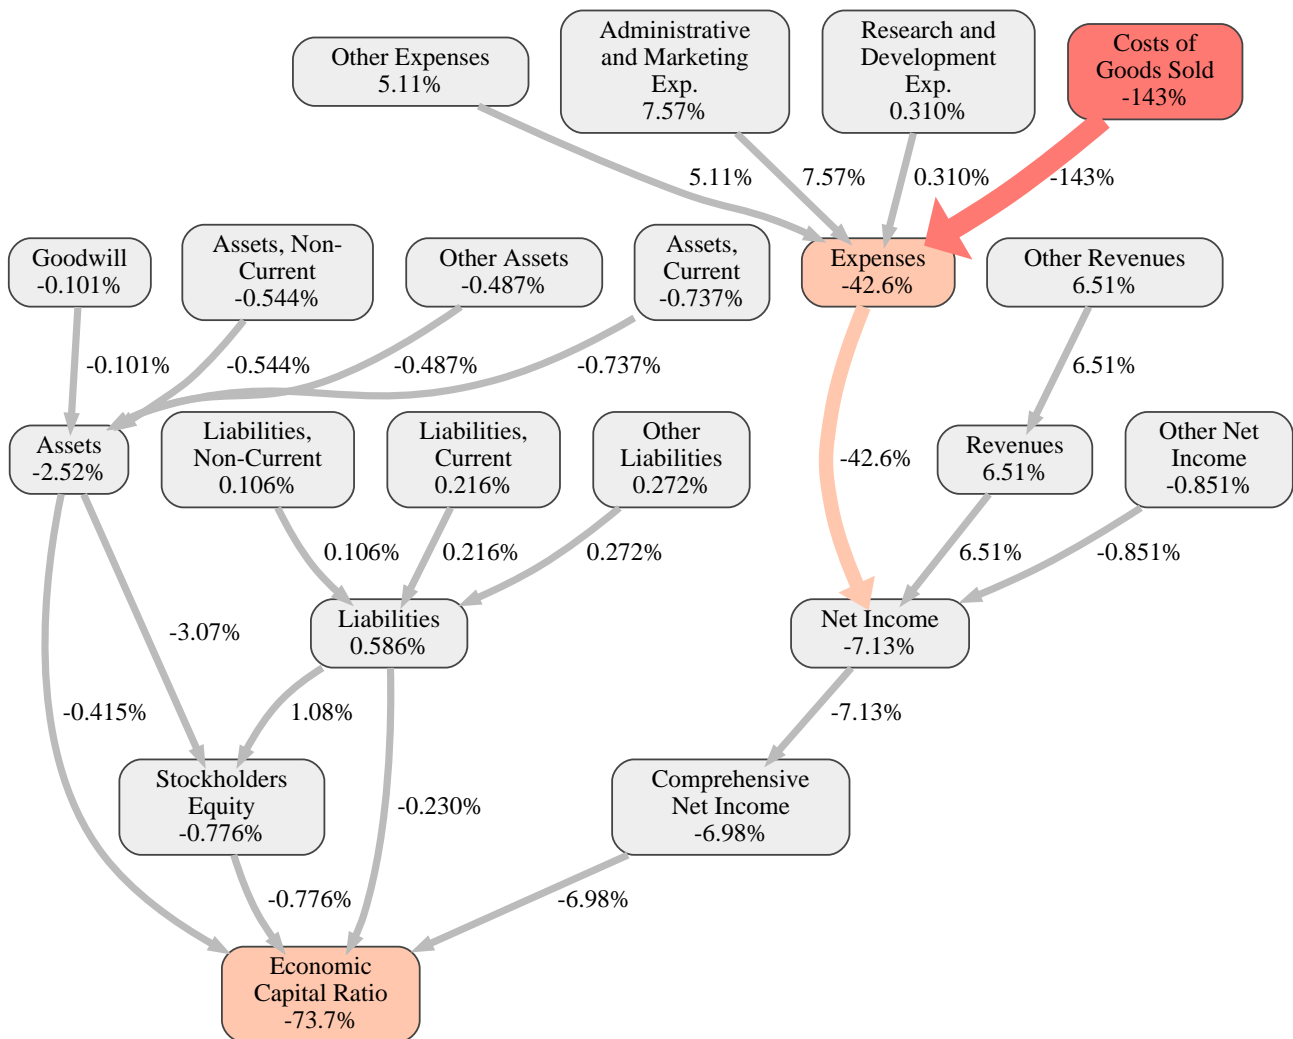 Other Expenses
5.11%
Administrative
and Marketing
Exp.
7.57%
Research and
Development
Exp.
0.310%
Costs of
Goods Sold
-143%
5.11%
7.57%
0.310%
-143%
Goodwill
-0.101%
Assets, Non-
Current
-0.544%
Other Assets
-0.487%
Assets,
Current
-0.737%
Expenses
-42.6%
Other Revenues
6.51%
-0.101%
-0.544%
-0.487%
-0.737%
6.51%
Assets
-2.52%
Liabilities,
Non-Current
0.106%
Liabilities,
Current
0.216%
Other
Liabilities
0.272%
-42.6%
Revenues
6.51%
Other Net
Income
-0.851%
0.106%
0.216%
0.272%
6.51%
-0.851%
-3.07%
Liabilities
0.586%
Net Income
-7.13%
-0.415%
1.08%
-7.13%
Stockholders
Equity
-0.776%
-0.230%
Comprehensive
Net Income
-6.98%
-0.776%
-6.98%
Economic
Capital Ratio
-73.7%